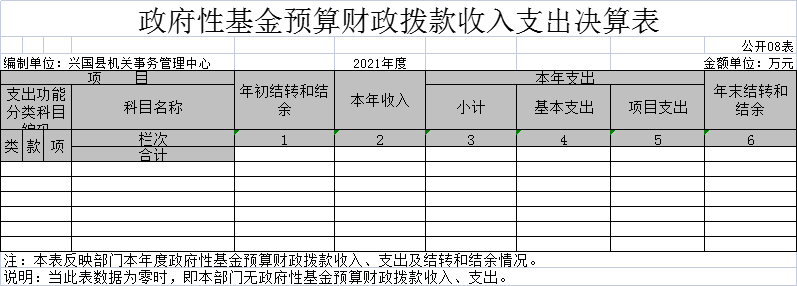 政府性基金预算财政拨款收入支出决算表
公开08表
编制单位：兴国县机关事务管理中心 2021年度 金额单位：万元
项 目 本年支出
支出功能分类科目编码 科目名称 年初结转和结余 本年收入 小计 基本支出 项目支出 年末结转和结余
类 款 项 栏次 1 2 3 4 5 6
合计
注：本表反映部门本年度政府性基金预算财政拨款收入、支出及结转和结余情况。
说明：当此表数据为零时，即本部门无政府性基金预算财政拨款收入、支出。